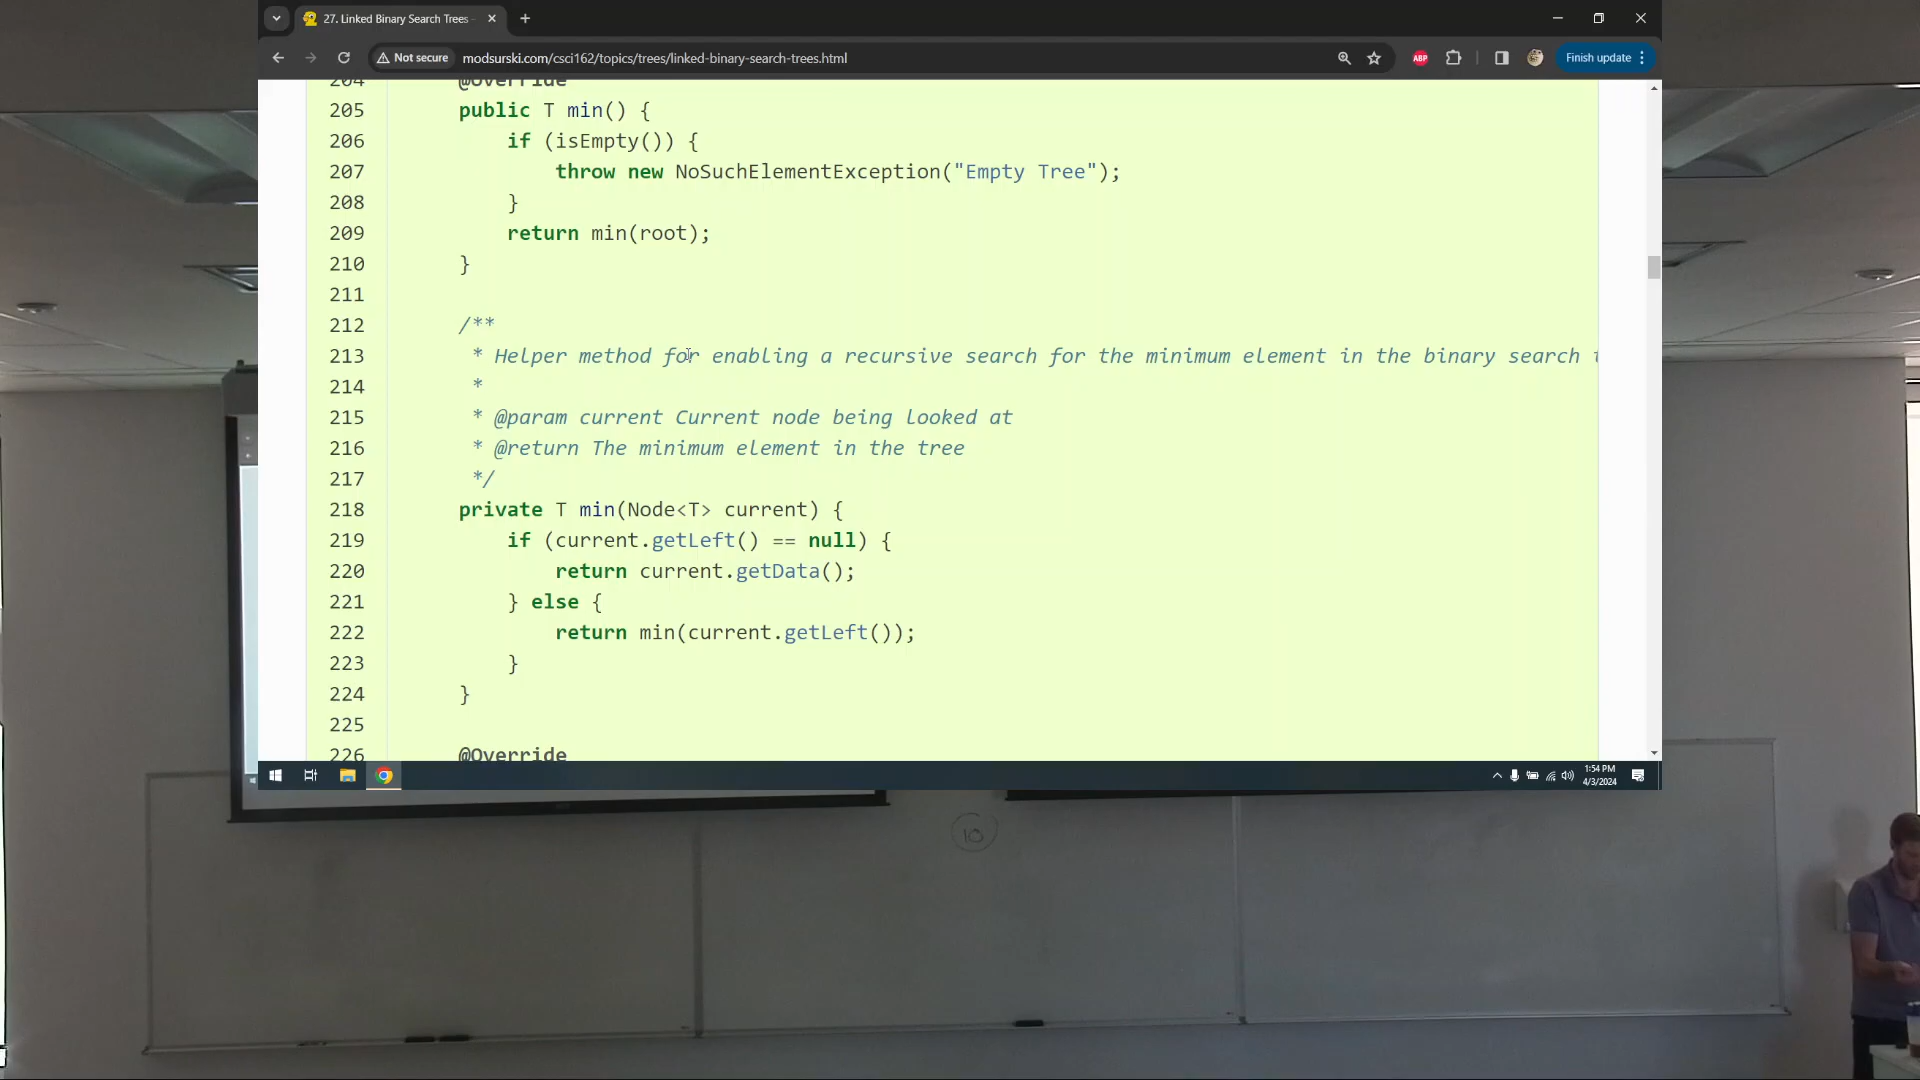 27. Linked Binary Search Trees
Not secure
modsurski.com/csci162/topics/trees/linked-binary-search-trees.html
ABP
Finish update
204 @Override
205 public T min() {
206 if (isEmpty()) {
207 throw new NoSuchElementException("Empty Tree");
208 }
209 return min(root);
210 }
211
212 /**
213 * Helper method for enabling a recursive search for the minimum element in the binary search
214 *
215 * @param current Current node being looked at
216 * @return The minimum element in the tree
217 */
218 private T min(Node<T> current) {
219 if (current.getLeft() == null) {
220 return current.getData();
221 } else {
222 return min(current.getLeft());
223 }
224 }
225
226 @Override
1:54 PM
4/3/2024
10